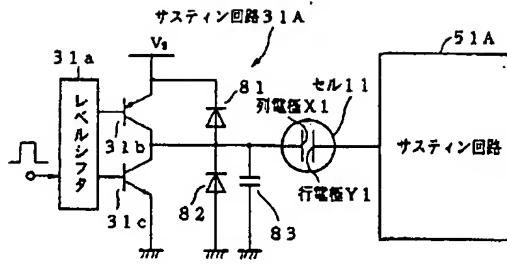 サスティン回路31A
31a
V₁
51A
レベルシフタ
81
セル11
列電極X1
31b
サスティン回路
82
行電極Y1
31c
83